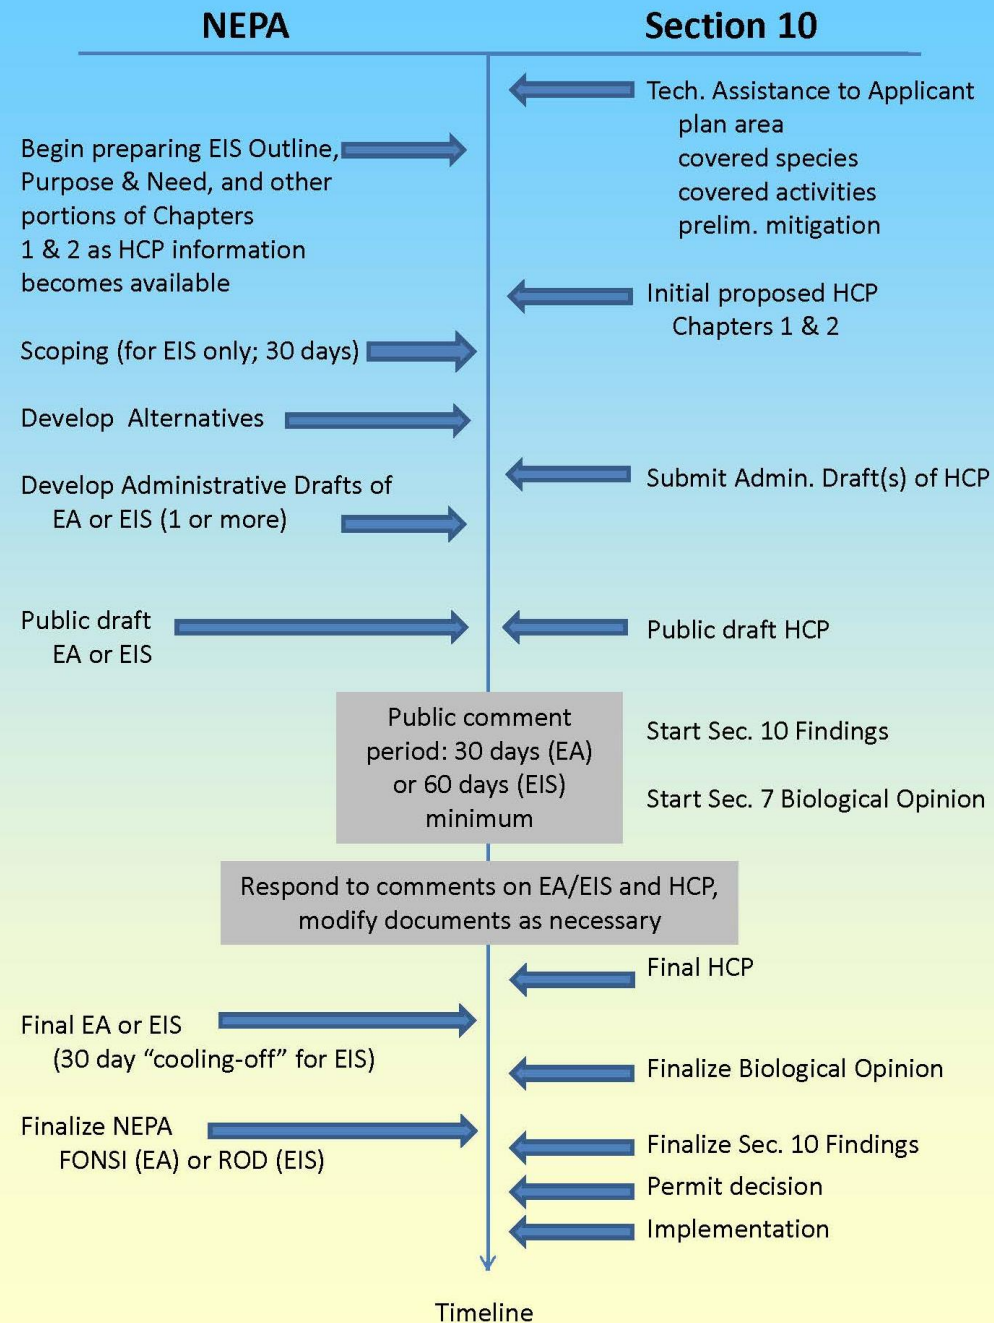 NEPA
Section 10
Tech. Assistance to Applicant
plan area
covered species
covered activities
prelim. mitigation
Begin preparing EIS Outline,
Purpose & Need, and other
portions of Chapters
1 & 2 as HCP information
becomes available
Initial proposed HCP
Chapters 1 & 2
Scoping (for EIS only; 30 days)
Develop Alternatives
Submit Admin. Draft(s) of HCP
Develop Administrative Drafts of
EA or EIS (1 or more)
Public draft
EA or EIS
Public draft HCP
Public comment
period: 30 days (EA)
or 60 days (EIS)
minimum
Start Sec. 10 Findings
Start Sec. 7 Biological Opinion
Respond to comments on EA/EIS and HCP,
modify documents as necessary
Final HCP
Final EA or EIS
(30 day “cooling-off” for EIS)
Finalize Biological Opinion
Finalize NEPA
FONSI (EA) or ROD (EIS)
Finalize Sec. 10 Findings
Permit decision
Implementation
Timeline